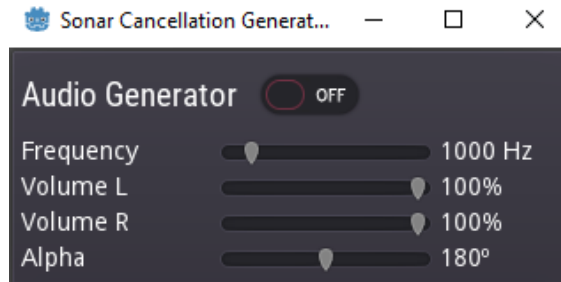 Sonar Cancellation Generat...
Audio Generator OFF
Frequency 1000 Hz
Volume L 100%
Volume R 100%
Alpha 180º